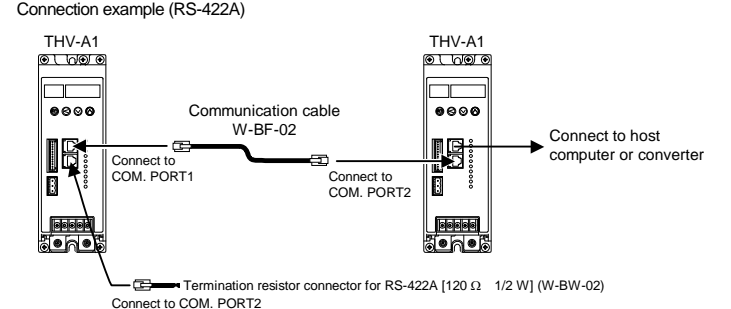 Connection example (RS-422A)
THV-A1
THV-A1
Communication cable
W-BF-02
Connect to
COM. PORT1
Connect to
COM. PORT2
Connect to host
computer or converter
Termination resistor connector for RS-422A [120 Ω 1/2 W] (W-BW-02)
Connect to COM. PORT2